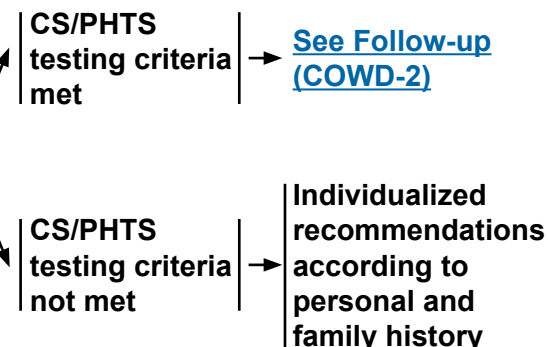 CS/PHTS
testing criteria
met
See Follow-up
(COWD-2)
CS/PHTS
testing criteria
not met
Individualized
recommendations
according to
personal and
family history